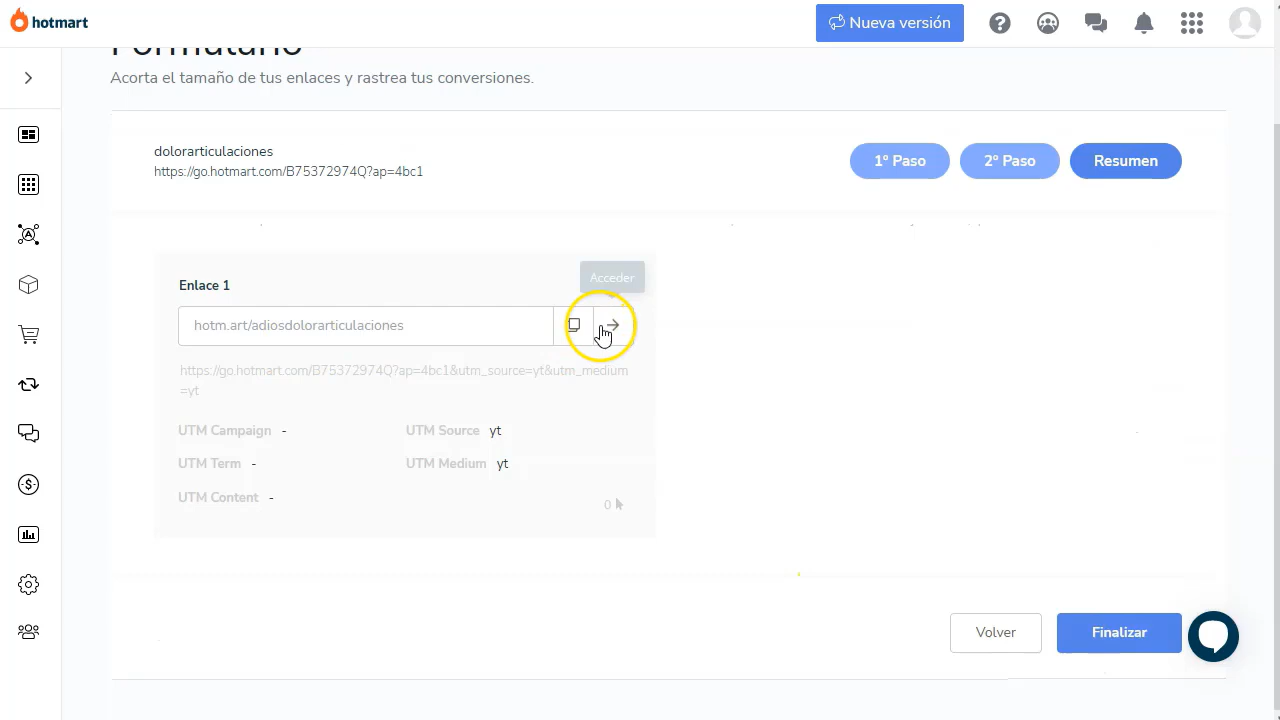 hotmart
Nueva versión
Formulario
Acorta el tamaño de tus enlaces y rastrea tus conversiones.
dolorarticulaciones
https://go.hotmart.com/B75372974Q?ap=4bc1
1º Paso
2º Paso
Resumen
Acceder
Enlace 1
hotm.art/adiosdolorarticulaciones
https://go.hotmart.com/B75372974Q?ap=4bc1&utm_source=yt&utm_medium
=yt
UTM Campaign -
UTM Source yt
UTM Term -
UTM Medium yt
UTM Content -
0
Volver
Finalizar